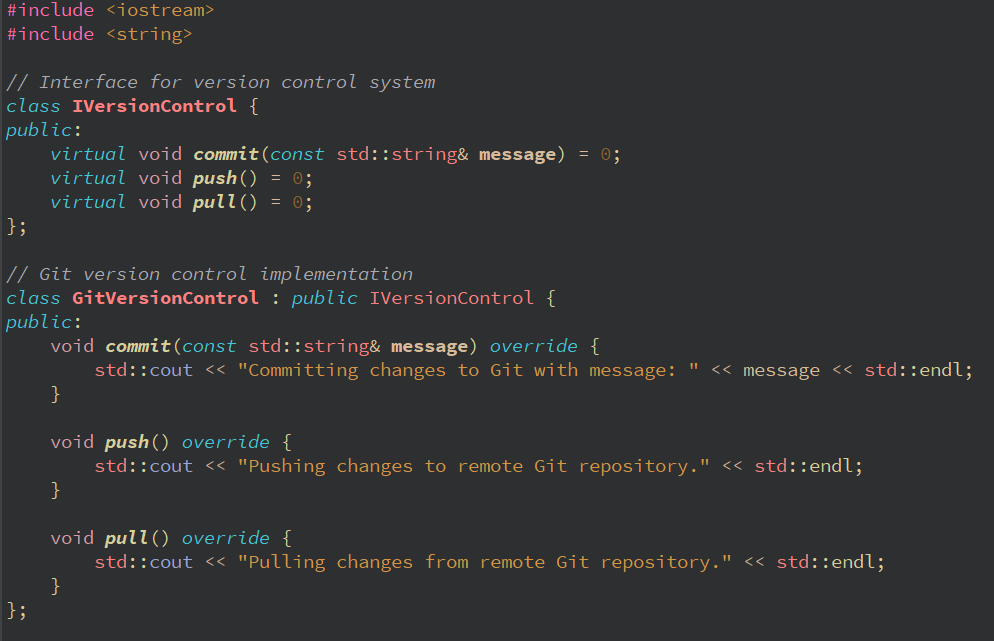 #include <iostream>
#include <string>

// Interface for version control system
class IVersionControl {
public:
    virtual void commit(const std::string& message) = 0;
    virtual void push() = 0;
    virtual void pull() = 0;
};

// Git version control implementation
class GitVersionControl : public IVersionControl {
public:
    void commit(const std::string& message) override {
        std::cout << "Committing changes to Git with message: " << message << std::endl;
    }

    void push() override {
        std::cout << "Pushing changes to remote Git repository." << std::endl;
    }

    void pull() override {
        std::cout << "Pulling changes from remote Git repository." << std::endl;
    }
};